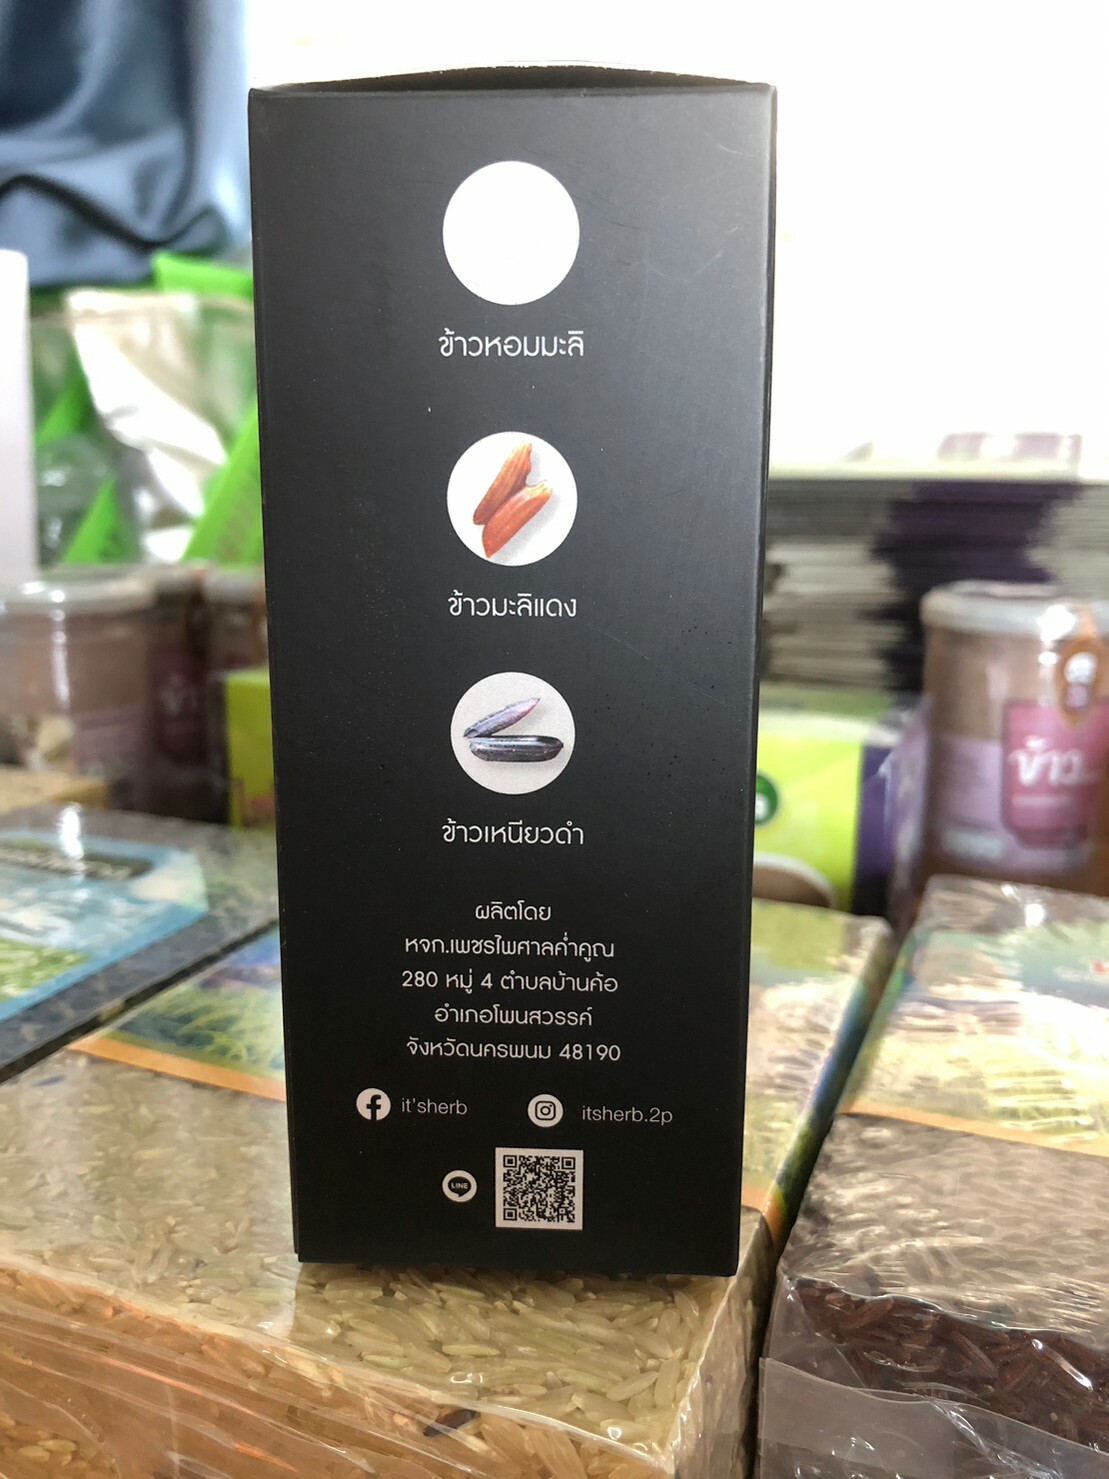 ข้าวหอมมะลิ
ข้าวมะลิแดง
ข้าวเหนียวดำ
ผลิตโดย
หจก.เพชรไพศาลค่ำคูณ
280 หมู่ 4 ตำบลบ้านค้อ
อำเภอโพนสวรรค์
จังหวัดนครพนม 48190
it'sherb
itsherb.2p
LINE
ข้าว